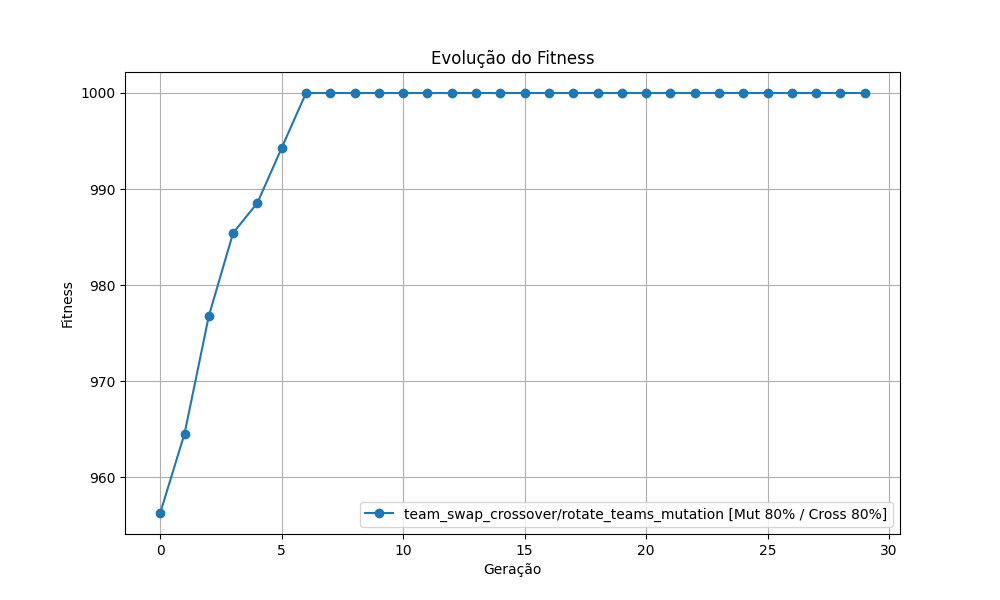 Evolução do Fitness
Fitness
1000
990
980
970
960
team_swap_crossover/rotate_teams_mutation [Mut 80% / Cross 80%]
0 5 10 15 20 25 30
Geração